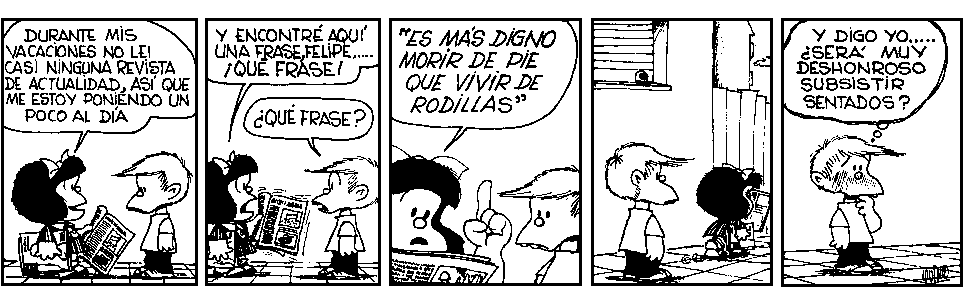 DURANTE MIS
VACACIONES NO LEÍ
CASI NINGUNA REVISTA
DE ACTUALIDAD, ASÍ QUE
ME ESTOY PONIENDO UN
POCO AL DÍA
Y ENCONTRÉ AQUÍ
UNA FRASE, FELIPE.....
¡QUÉ FRASE!
¿QUÉ FRASE?
"ES MÁS DIGNO
MORIR DE PIE
QUE VIVIR DE
RODILLAS"
Y DIGO YO.....
¿SERÁ MUY
DESHONROSO
SUBSISTIR
SENTADOS?